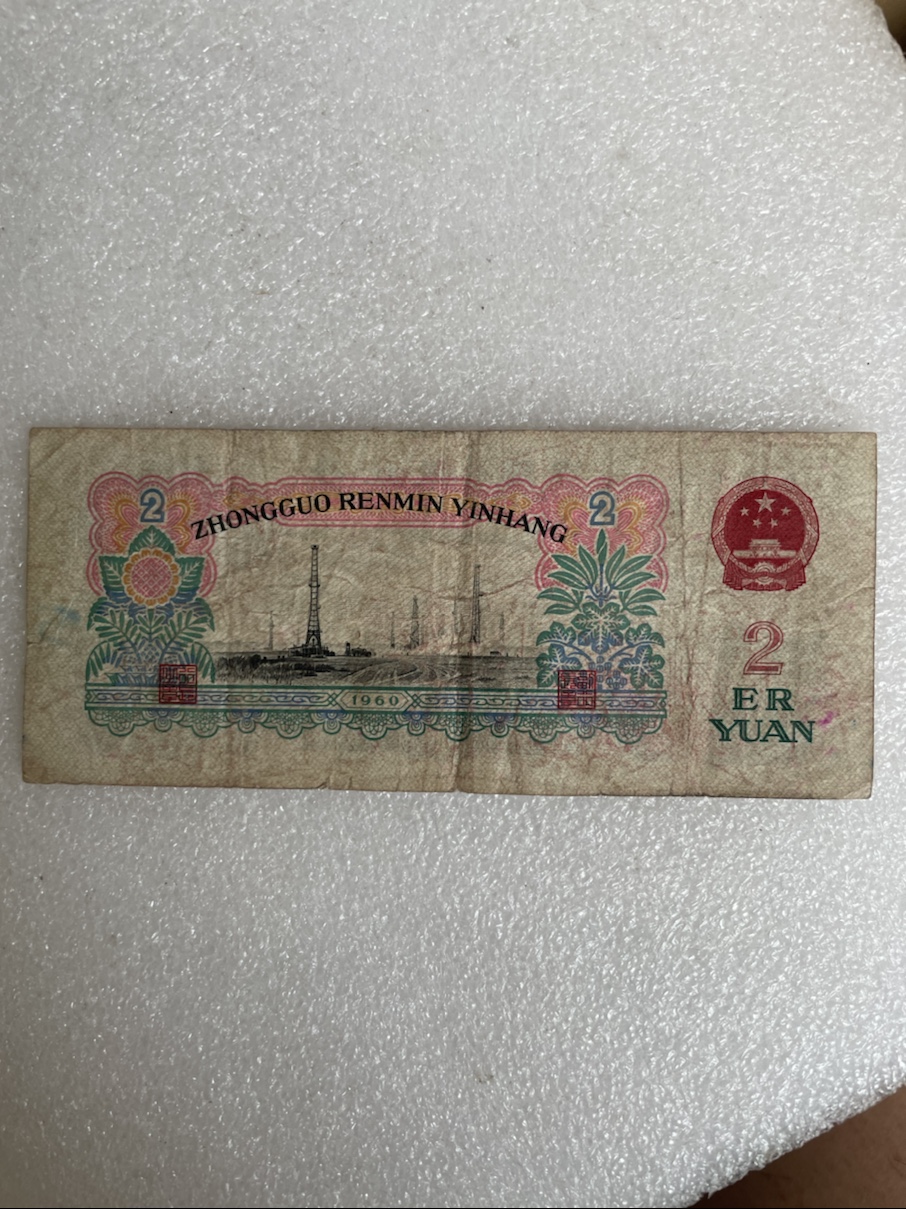 2
2
ZHONGGUO RENMIN YINHANG
1960
2
ER
YUAN